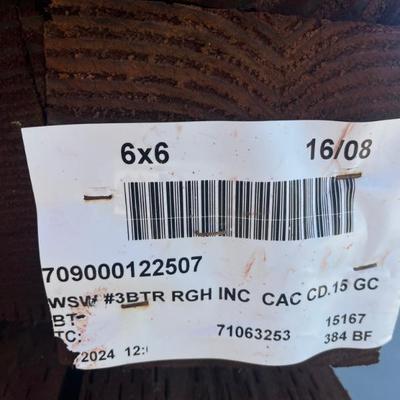 6x6 16/08
709000122507
WSW #3BTR RGH INC CAC CD.15 GC
BT- 15167
TC: 71063253 384 BF
2024 12: